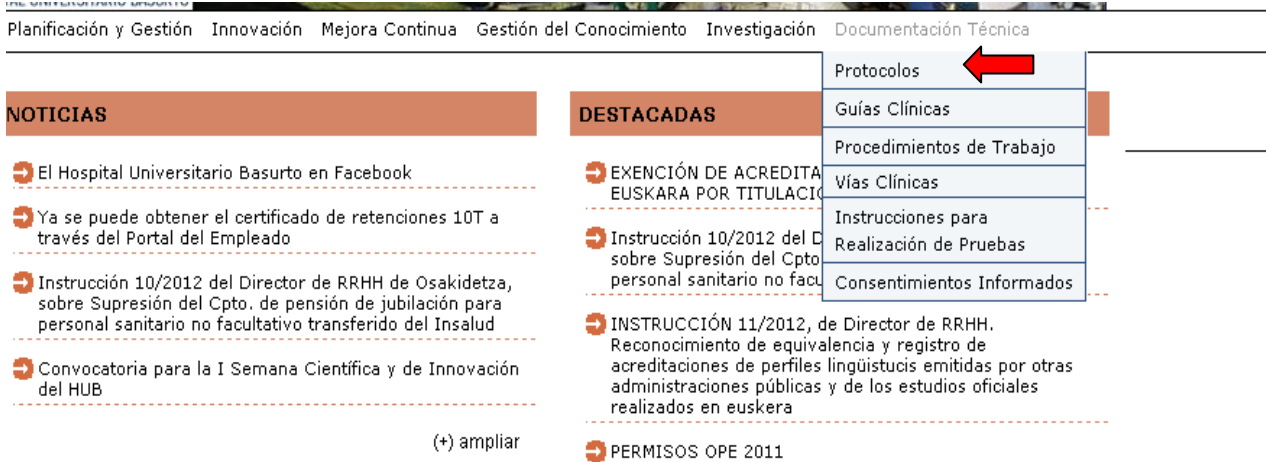 Planificación y Gestión Innovación Mejora Continua Gestión del Conocimiento Investigación Documentación Técnica
Protocolos
Guías Clínicas
Procedimientos de Trabajo
Vías Clínicas
Instrucciones para
Realización de Pruebas
Consentimientos Informados
NOTICIAS
El Hospital Universitario Basurto en Facebook
Ya se puede obtener el certificado de retenciones 10T a
través del Portal del Empleado
Instrucción 10/2012 del Director de RRHH de Osakidetza,
sobre Supresión del Cpto. de pensión de jubilación para
personal sanitario no facultativo transferido del Insalud
Convocatoria para la I Semana Científica y de Innovación
del HUB
(+) ampliar
DESTACADAS
EXENCIÓN DE ACREDITA
EUSKARA POR TITULACIO
Instrucción 10/2012 del D
sobre Supresión del Cpto
personal sanitario no facu
INSTRUCCIÓN 11/2012, de Director de RRHH.
Reconocimiento de equivalencia y registro de
acreditaciones de perfiles lingüistucis emitidas por otras
administraciones públicas y de los estudios oficiales
realizados en euskera
PERMISOS OPE 2011